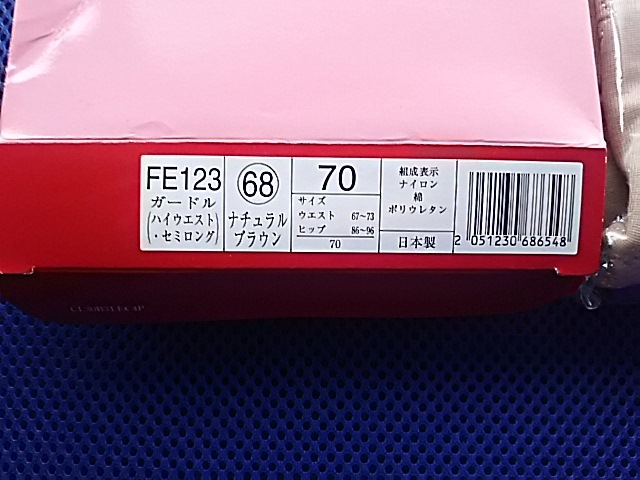 FE123
ガードル
(ハイウエスト)
(・セミロング)
68
ナチュラル
ブラウン
70
サイズ
ウエスト 67~73
ヒップ 86~96
70
組成表示
ナイロン
綿
ポリウレタン
日本製
2 051230 686548